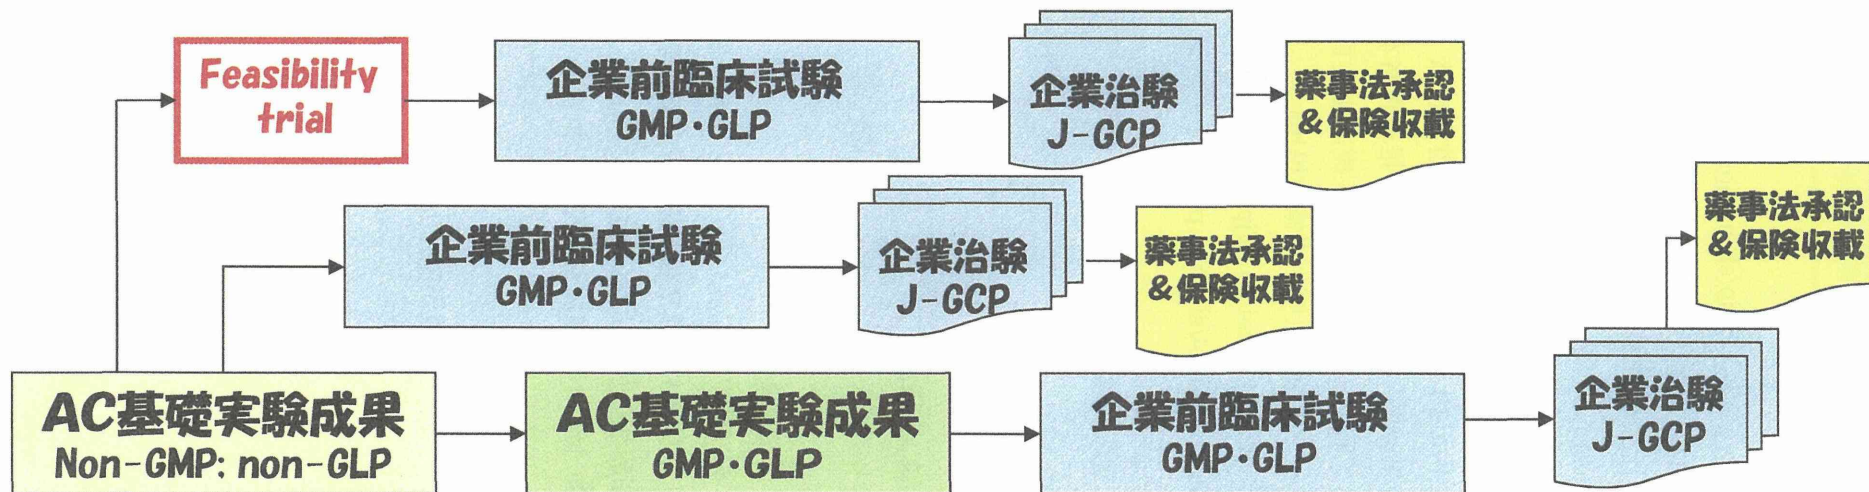 Feasibility
trial
企業前臨床試験
GMP・GLP
企業治験
J-GCP
薬事法承認
&保険収載
企業前臨床試験
GMP・GLP
企業治験
J-GCP
薬事法承認
&保険収載
薬事法承認
&保険収載
AC基礎実験成果
Non-GMP: non-GLP
AC基礎実験成果
GMP・GLP
企業前臨床試験
GMP・GLP
企業治験
J-GCP